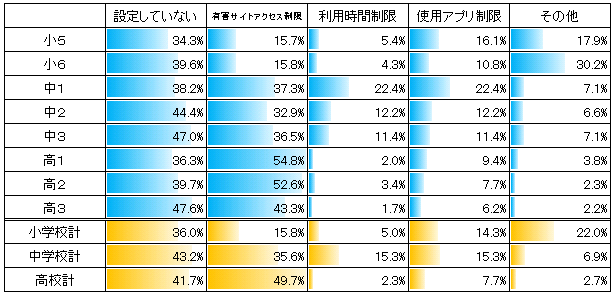 設定していない 有害サイトアクセス制限 利用時間制限 使用アプリ制限 その他
小5 34.3% 15.7% 5.4% 16.1% 17.9%
小6 39.6% 15.8% 4.3% 10.8% 30.2%
中1 38.2% 37.3% 22.4% 22.4% 7.1%
中2 44.4% 32.9% 12.2% 12.2% 6.6%
中3 47.0% 36.5% 11.4% 11.4% 7.1%
高1 36.3% 54.8% 2.0% 9.4% 3.8%
高2 39.7% 52.6% 3.4% 7.7% 2.3%
高3 47.6% 43.3% 1.7% 6.2% 2.2%
小学校計 36.0% 15.8% 5.0% 14.3% 22.0%
中学校計 43.2% 35.6% 15.3% 15.3% 6.9%
高校計 41.7% 49.7% 2.3% 7.7% 2.7%